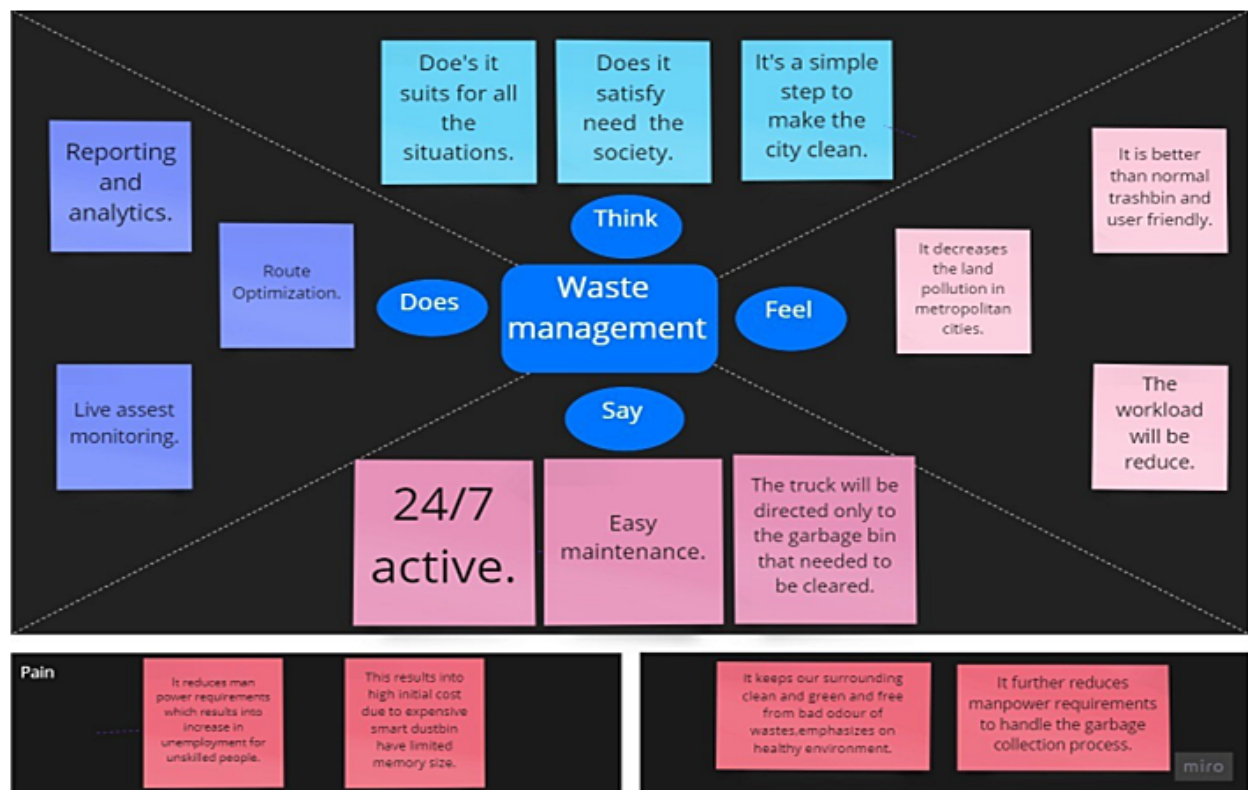 Doe's it
suits for all
the
situations.
Does it
satisfy
need the
society.
It's a simple
step to
make the
city clean.
Think
Reporting
and
analytics.
Route
Optimization.
Live assest
monitoring.
Does
Waste
management
Feel
It is better
than normal
trashbin and
user friendly.
It decreases
the land
pollution in
metropolitan
cities.
The
workload
will be
reduce.
Say
24/7
active.
Easy
maintenance.
The truck will be
directed only to
the garbage bin
that needed to
be cleared.
Pain
It reduces man
power requirements
which results into
increase in
unemployment for
unskilled people.
This results into
high initial cost
due to expensive
smart dustbin
have limited
memory size.
It keeps our surrounding
clean and green and free
from bad odour of
wastes,emphasizes on
healthy environment.
It further reduces
manpower requirements
to handle the garbage
collection process.
miro